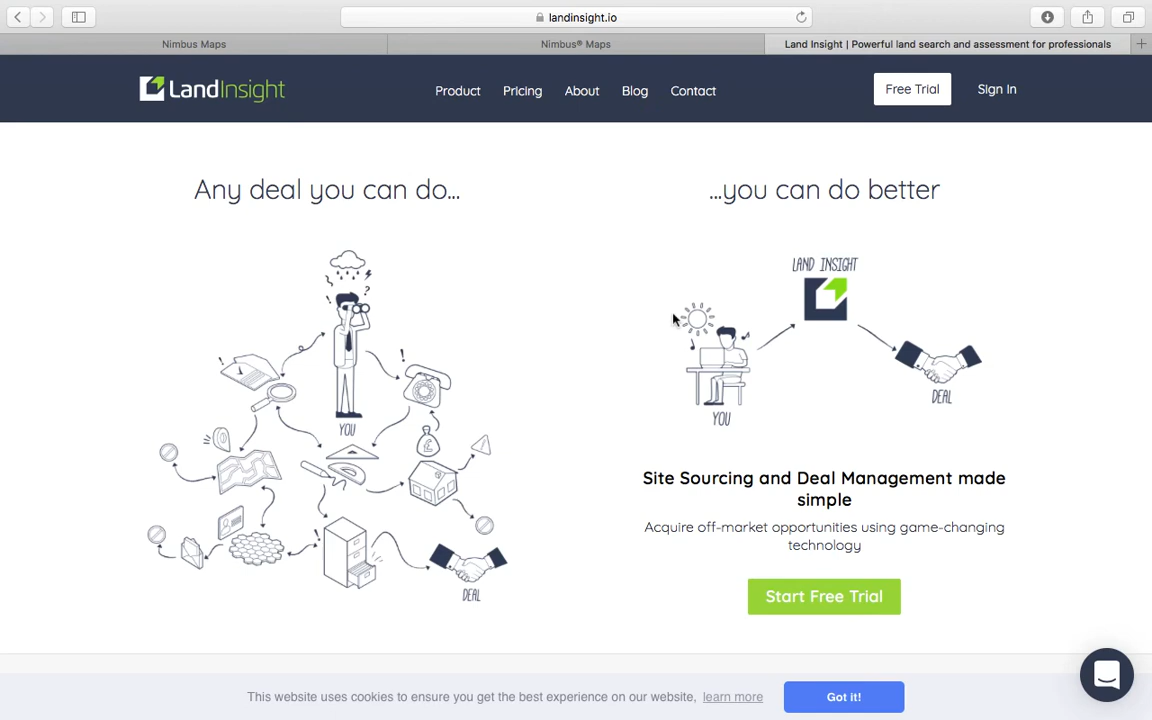 landinsight.io
Nimbus Maps
Nimbus® Maps
Land Insight | Powerful land search and assessment for professionals
LandInsight
Product
Pricing
About
Blog
Contact
Free Trial
Sign In
Any deal you can do...
...you can do better
YOU
DEAL
LAND INSIGHT
YOU
DEAL
Site Sourcing and Deal Management made
simple
Acquire off-market opportunities using game-changing
technology
Start Free Trial
This website uses cookies to ensure you get the best experience on our website, learn more
Got it!